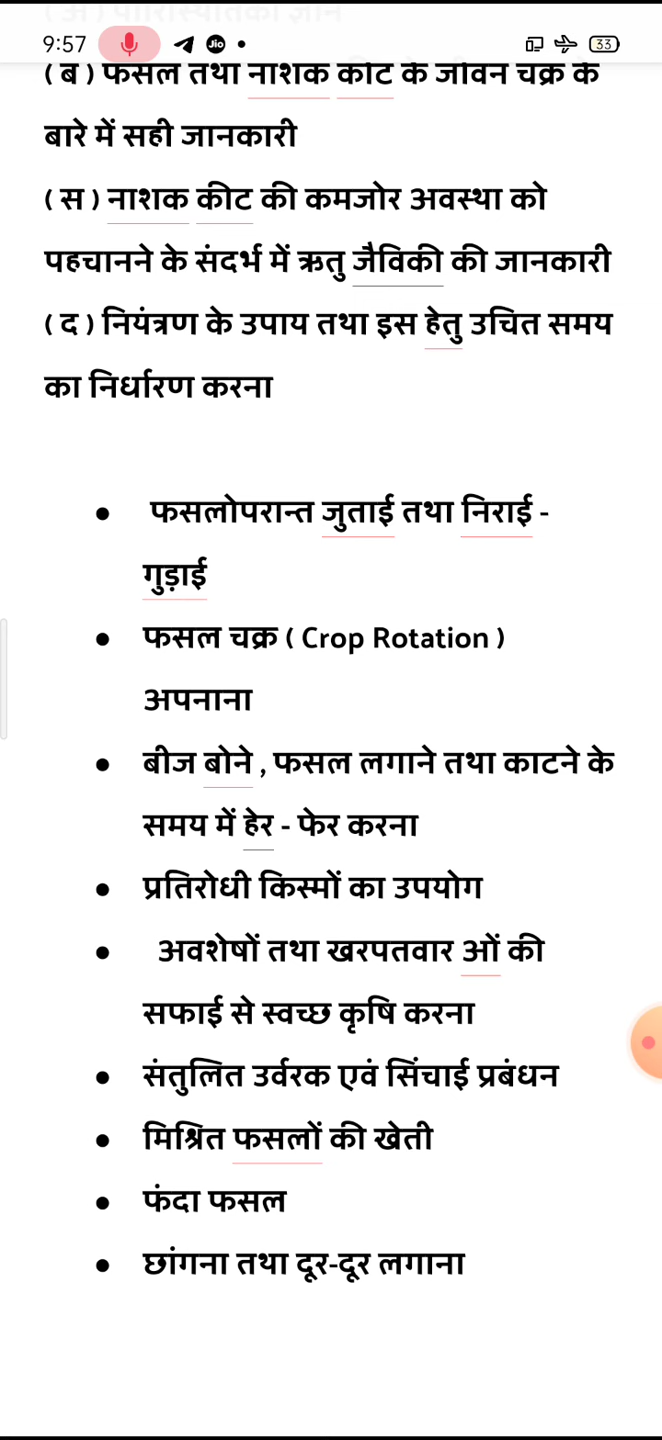 9:57 Jio 33
( ब ) फसल तथा नाशक कीट के जीवन चक्र के
बारे में सही जानकारी
( स ) नाशक कीट की कमजोर अवस्था को
पहचानने के संदर्भ में ऋतु जैविकी की जानकारी
( द ) नियंत्रण के उपाय तथा इस हेतु उचित समय
का निर्धारण करना
• फसलोपरान्त जुताई तथा निराई -
गुड़ाई
• फसल चक्र ( Crop Rotation )
अपनाना
• बीज बोने , फसल लगाने तथा काटने के
समय में हेर - फेर करना
• प्रतिरोधी किस्मों का उपयोग
• अवशेषों तथा खरपतवार ओं की
सफाई से स्वच्छ कृषि करना
• संतुलित उर्वरक एवं सिंचाई प्रबंधन
• मिश्रित फसलों की खेती
• फंदा फसल
• छांगना तथा दूर-दूर लगाना